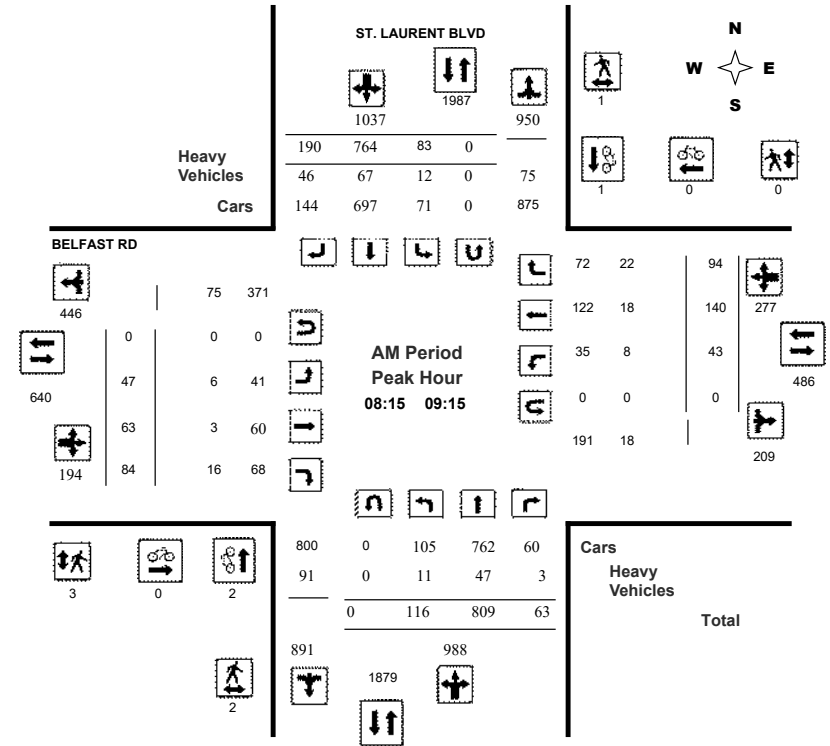 ST. LAURENT BLVD
N
W E
S
1037 1987 950 1
190 764 83 0
Heavy Vehicles 46 67 12 0 75
Cars 144 697 71 0 875
1 0 0
BELFAST RD
446 75 371
0 0 0
640 47 6 41
63 3 60
194 84 16 68
AM Period
Peak Hour
08:15 09:15
72 22 94
122 18 140 277
35 8 43
486
0 0 0
191 18 209
800 0 105 762 60 Cars
91 0 11 47 3 Heavy Vehicles
0 116 809 63 Total
3 0 2
891 988
1879
2